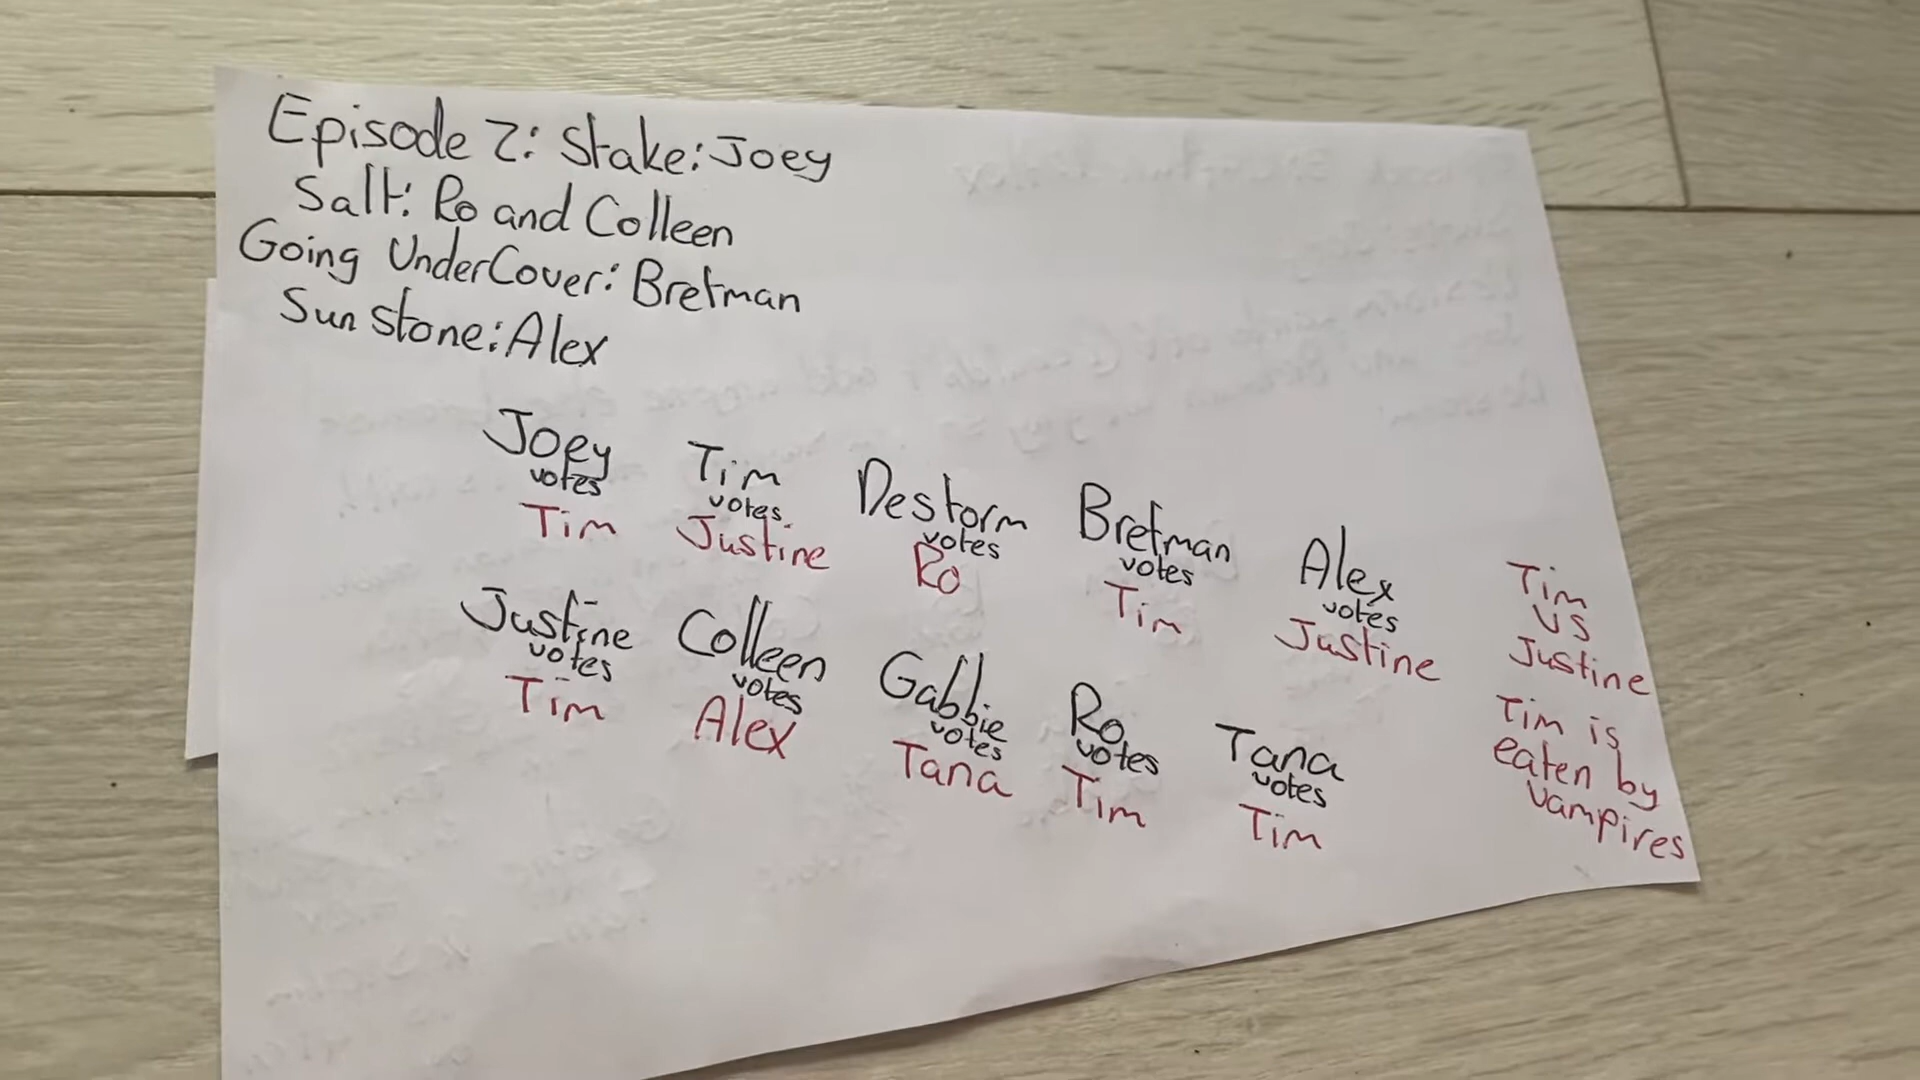 Episode 2: Stake: Joey
Salt: Ro and Colleen
Going UnderCover: Bretman
Sun stone: Alex
Joey
votes
Tim
Tim
votes
Justine
Destorm
votes
Ro
Bretman
votes
Tim
Alex
votes
Justine
Justine
votes
Tim
Colleen
votes
Alex
Gabbie
votes
Tana
Ro
votes
Tim
Tana
votes
Tim
Tim
VS
Justine
Tim is
eaten by
vampires